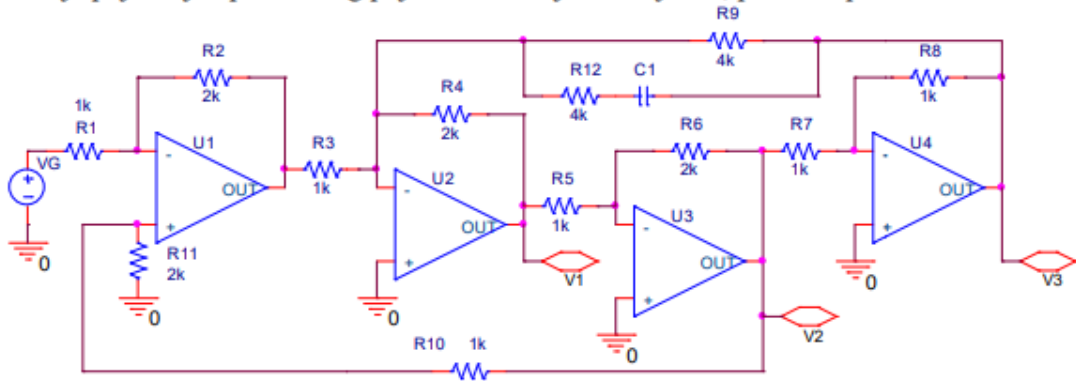 R9
4k
R2
2k
R12
4k
C1
R8
1k
1k
R1
R4
2k
R6
2k
R7
1k
VG
U1
R3
1k
U4
-
+
OUT
U2
R5
1k
U3
-
+
OUT
R11
2k
-
+
OUT
V1
-
+
OUT
V3
0
0
0
0
0
V2
R10
1k